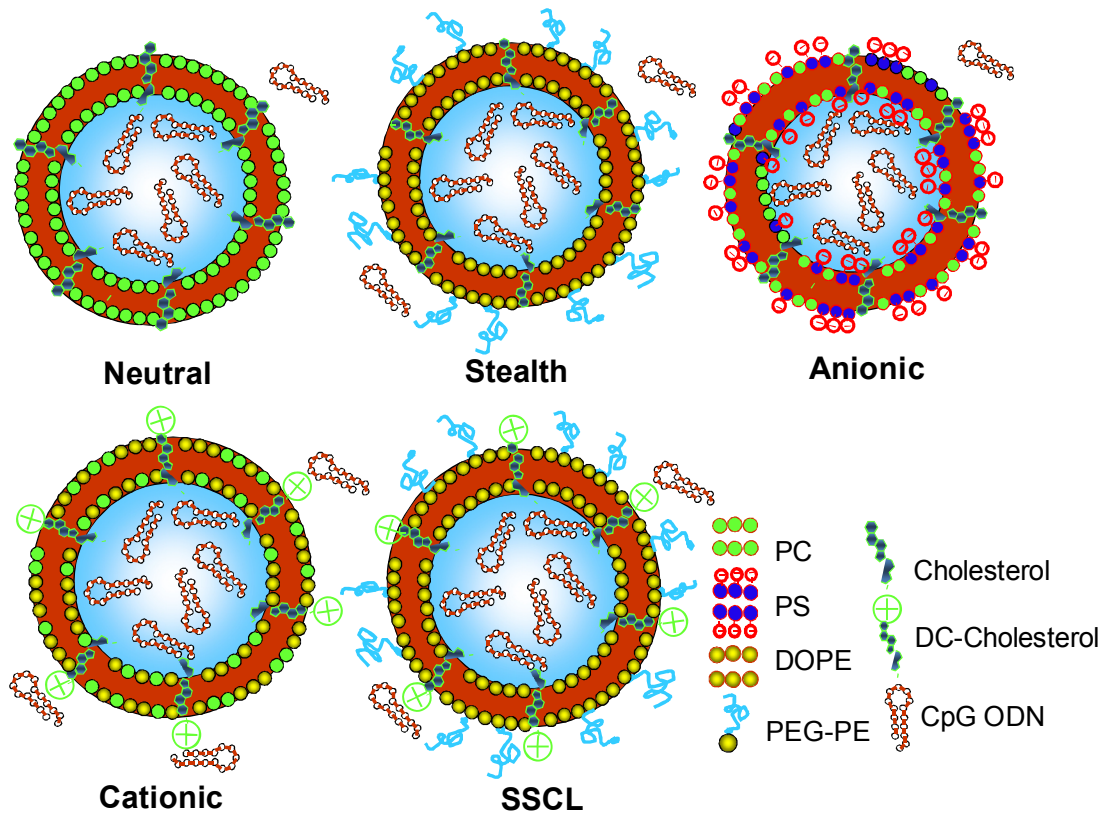 Neutral
Stealth
Anionic
Cationic
SSCL
PC
PS
DOPE
PEG-PE
Cholesterol
DC-Cholesterol
CpG ODN